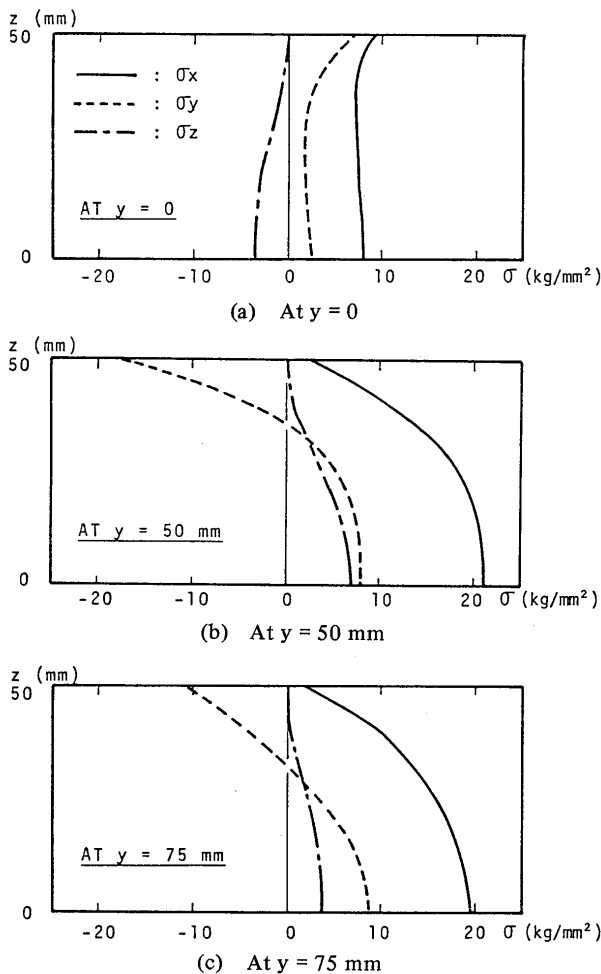 z (mm)
50
: σx
: σy
: σz
AT y = 0
0
-20 -10 0 10 20 σ (kg/mm²)
(a) At y = 0
z (mm)
50
AT y = 50 mm
0
-20 -10 0 10 20 σ (kg/mm²)
(b) At y = 50 mm
z (mm)
50
AT y = 75 mm
0
-20 -10 0 10 20 σ (kg/mm²)
(c) At y = 75 mm